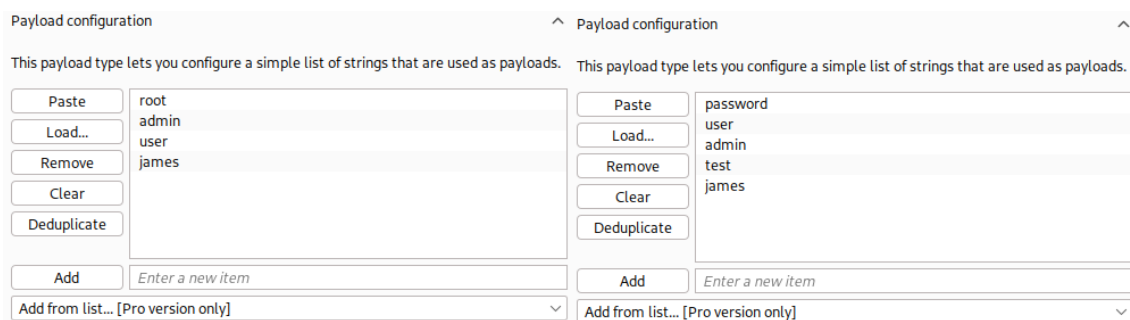 Payload configuration
This payload type lets you configure a simple list of strings that are used as payloads.
Paste
root
admin
Load...
user
Remove
james
Clear
Deduplicate
Add
Enter a new item
Add from list... [Pro version only]
Payload configuration
This payload type lets you configure a simple list of strings that are used as payloads.
Paste
password
user
Load...
admin
Remove
test
james
Clear
Deduplicate
Add
Enter a new item
Add from list... [Pro version only]